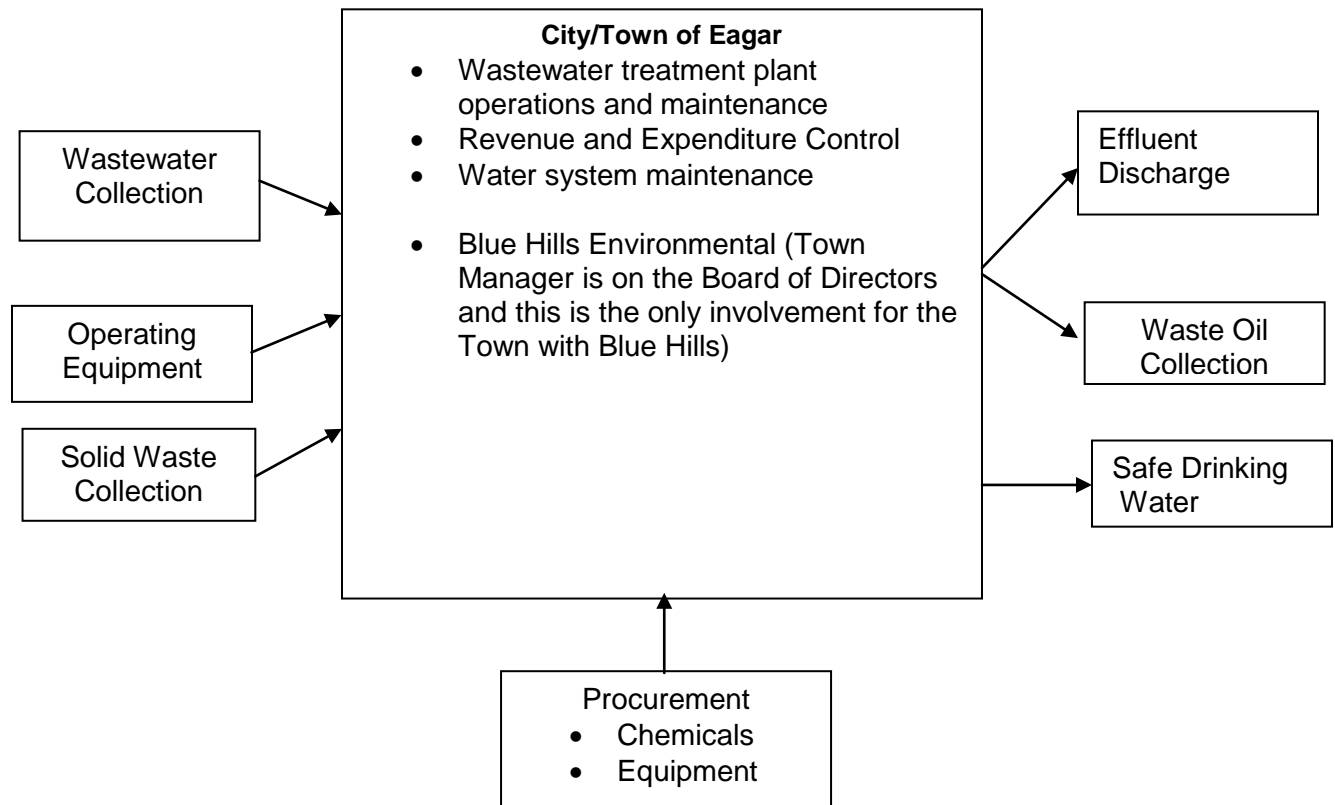 City/Town of Eagar
• Wastewater treatment plant
operations and maintenance
• Revenue and Expenditure Control
• Water system maintenance
• Blue Hills Environmental (Town
Manager is on the Board of Directors
and this is the only involvement for the
Town with Blue Hills)
Wastewater
Collection
Operating
Equipment
Solid Waste
Collection
Effluent
Discharge
Waste Oil
Collection
Safe Drinking
Water
Procurement
• Chemicals
• Equipment